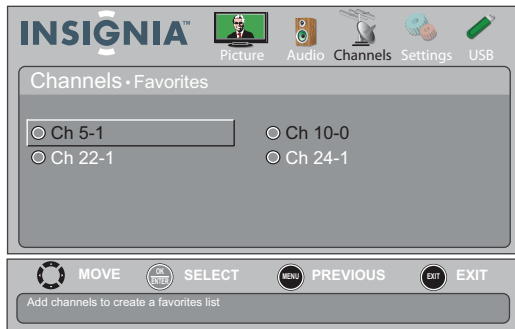 INSIGNIA™
Picture Audio Channels Settings USB
Channels • Favorites
Ch 5-1 Ch 10-0
Ch 22-1 Ch 24-1
MOVE OK ENTER SELECT MENU PREVIOUS EXIT EXIT
Add channels to create a favorites list